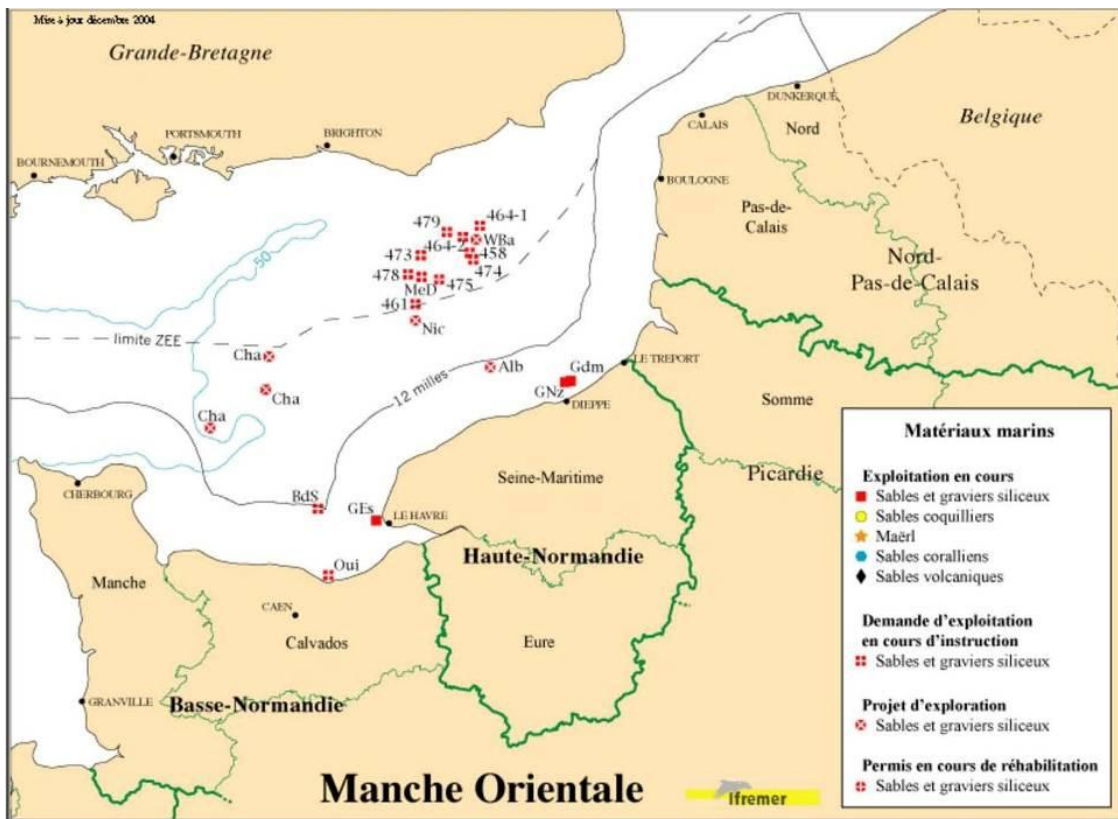 Mise à jour décembre 2004
Grande-Bretagne
PORTSMOUTH
BRIGHTON
BOURNEMOUTH
DUNKERQUE
CALAIS
Nord
Belgique
BOULOGNE
Pas-de-
Calais
Nord-
Pas-de-Calais
50
479
464-1
464-2
WBa
473
458
474
478
MeD
475
461
Nic
limite ZEE
Cha
Cha
Cha
12 milles
Alb
Gdm
GNz
LE TREPORT
DIEPPE
Somme
Picardie
CHERBOURG
BdS
GEs
LE HAVRE
Seine-Maritime
Haute-Normandie
Manche
Oui
CAEN
Calvados
Eure
GRANVILLE
Basse-Normandie
Manche Orientale
Ifremer
Matériaux marins
Exploitation en cours
Sables et graviers siliceux
Sables coquilliers
Maërl
Sables coralliens
Sables volcaniques
Demande d'exploitation
en cours d'instruction
Sables et graviers siliceux
Projet d'exploration
Sables et graviers siliceux
Permis en cours de réhabilitation
Sables et graviers siliceux